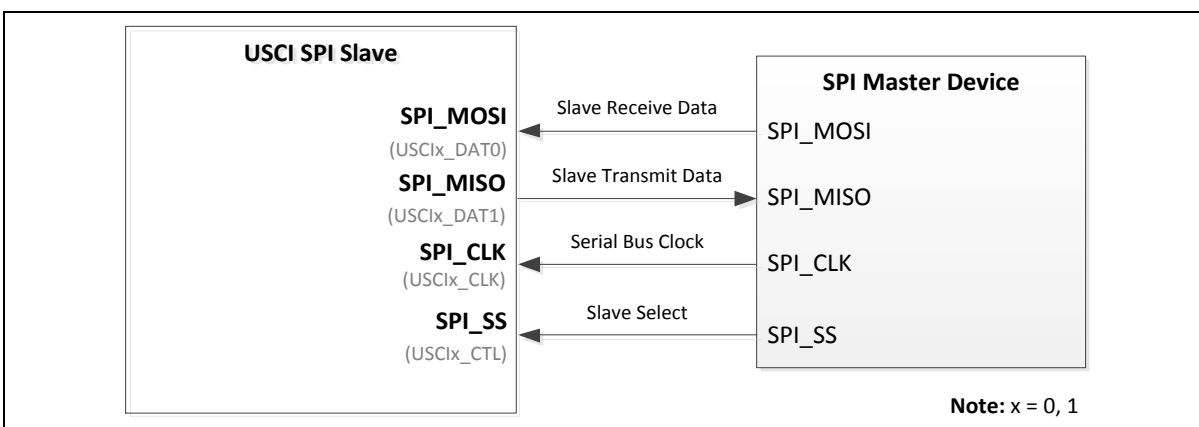 USCI SPI Slave
SPI_MOSI
(USCIx_DAT0)
SPI_MISO
(USCIx_DAT1)
SPI_CLK
(USCIx_CLK)
SPI_SS
(USCIx_CTL)
Slave Receive Data
Slave Transmit Data
Serial Bus Clock
Slave Select
SPI Master Device
SPI_MOSI
SPI_MISO
SPI_CLK
SPI_SS
Note: x = 0, 1